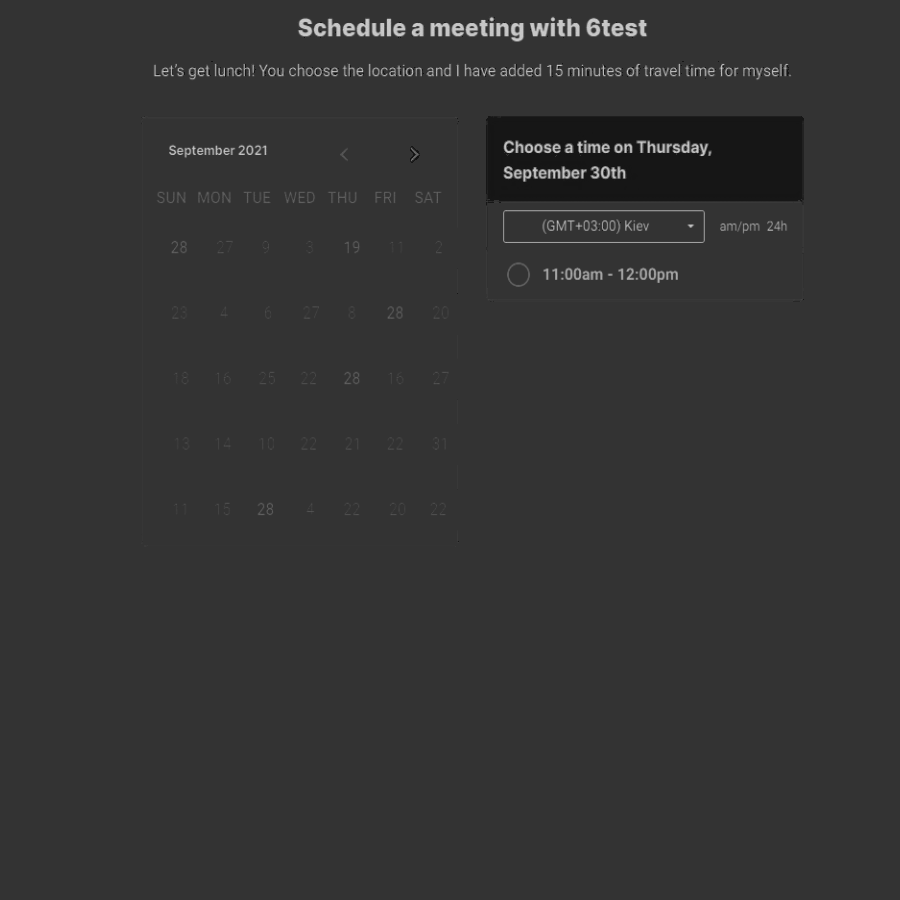 Schedule a meeting with 6test
Let's get lunch! You choose the location and I have added 15 minutes of travel time for myself.
September 2021
SUN MON TUE WED THU FRI SAT
28 27 9 3 19 11 2
23 4 6 27 8 28 20
18 16 25 22 28 16 27
13 14 10 22 21 22 31
11 15 28 4 22 20 22
Choose a time on Thursday,
September 30th
(GMT+03:00) Kiev
am/pm 24h
11:00am - 12:00pm